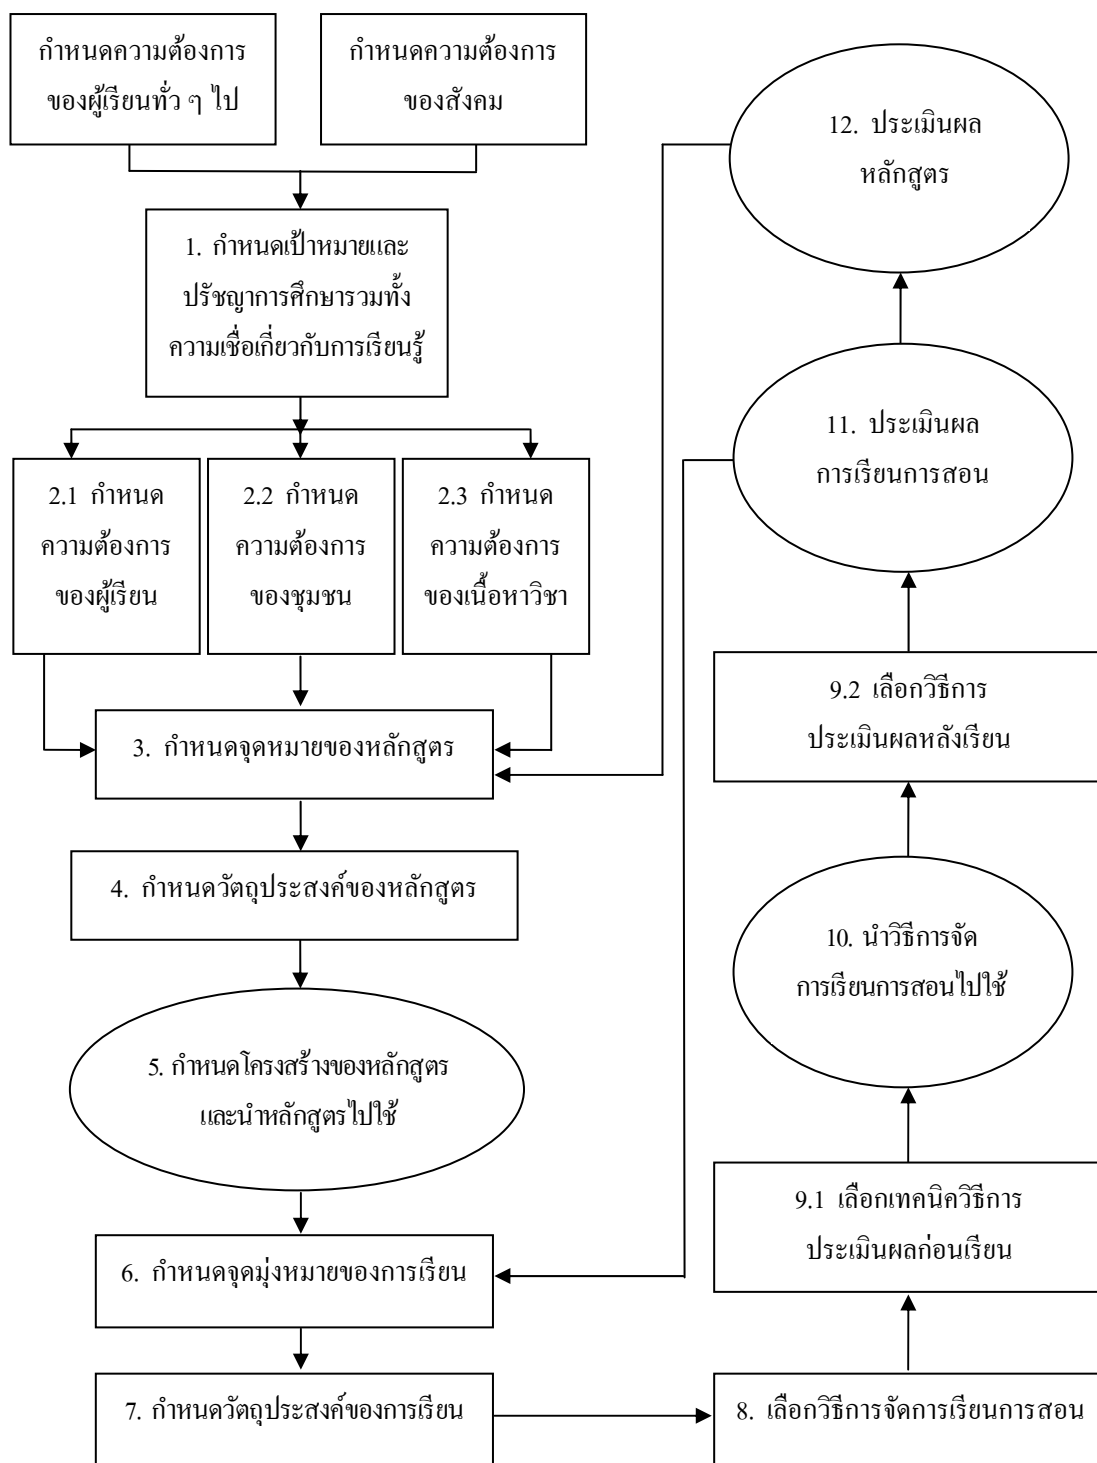 กำหนดความต้องการ
ของผู้เรียนทั่ว ๆ ไป
กำหนดความต้องการ
ของสังคม
1. กำหนดเป้าหมายและ
ปรัชญาการศึกษารวมทั้ง
ความเชื่อเกี่ยวกับการเรียนรู้
2.1 กำหนด
ความต้องการ
ของผู้เรียน
2.2 กำหนด
ความต้องการ
ของชุมชน
2.3 กำหนด
ความต้องการ
ของเนื้อหาวิชา
3. กำหนดจุดหมายของหลักสูตร
4. กำหนดวัตถุประสงค์ของหลักสูตร
5. กำหนดโครงสร้างของหลักสูตร
และนำหลักสูตรไปใช้
6. กำหนดจุดมุ่งหมายของการเรียน
7. กำหนดวัตถุประสงค์ของการเรียน
8. เลือกวิธีการจัดการเรียนการสอน
9.1 เลือกเทคนิควิธีการ
ประเมินผลก่อนเรียน
10. นำวิธีการจัด
การเรียนการสอนไปใช้
9.2 เลือกวิธีการ
ประเมินผลหลังเรียน
11. ประเมินผล
การเรียนการสอน
12. ประเมินผล
หลักสูตร